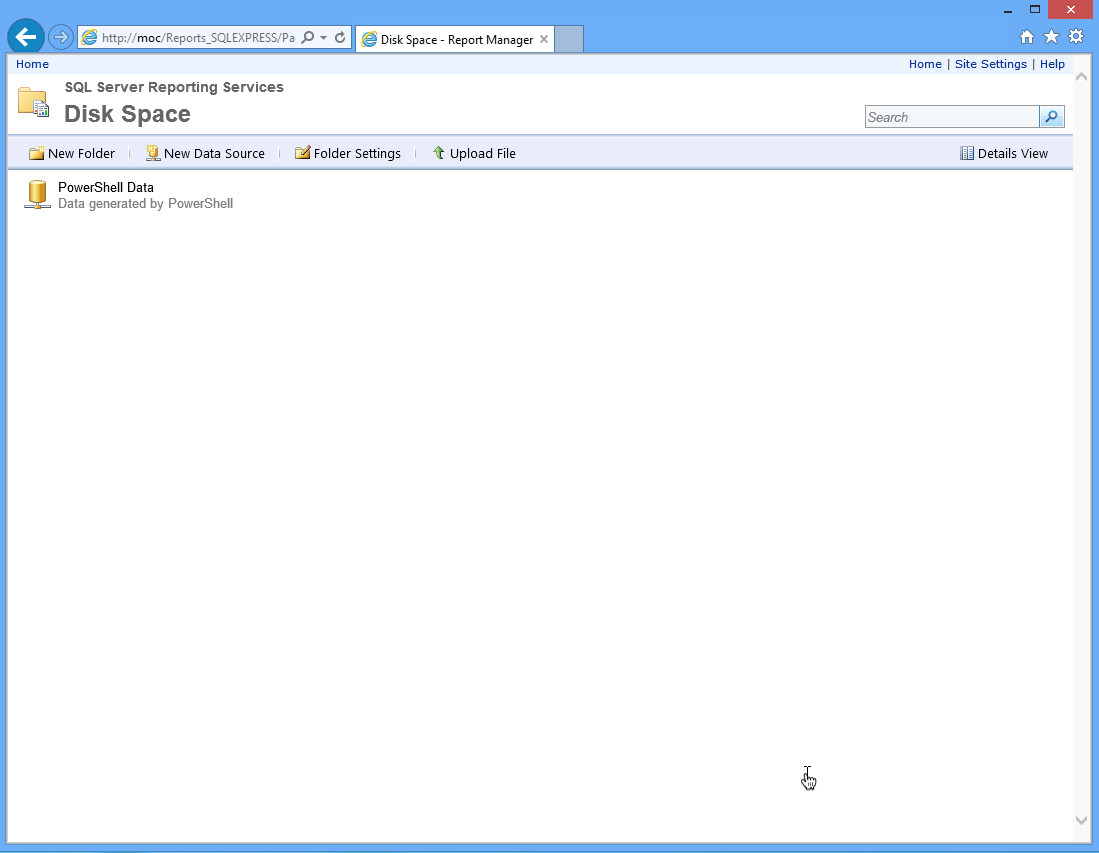 http://moc/Reports_SQLEXPRESS/Pa
Disk Space - Report Manager
Home
Home | Site Settings | Help
SQL Server Reporting Services
Disk Space
Search
New Folder
New Data Source
Folder Settings
Upload File
Details View
PowerShell Data
Data generated by PowerShell